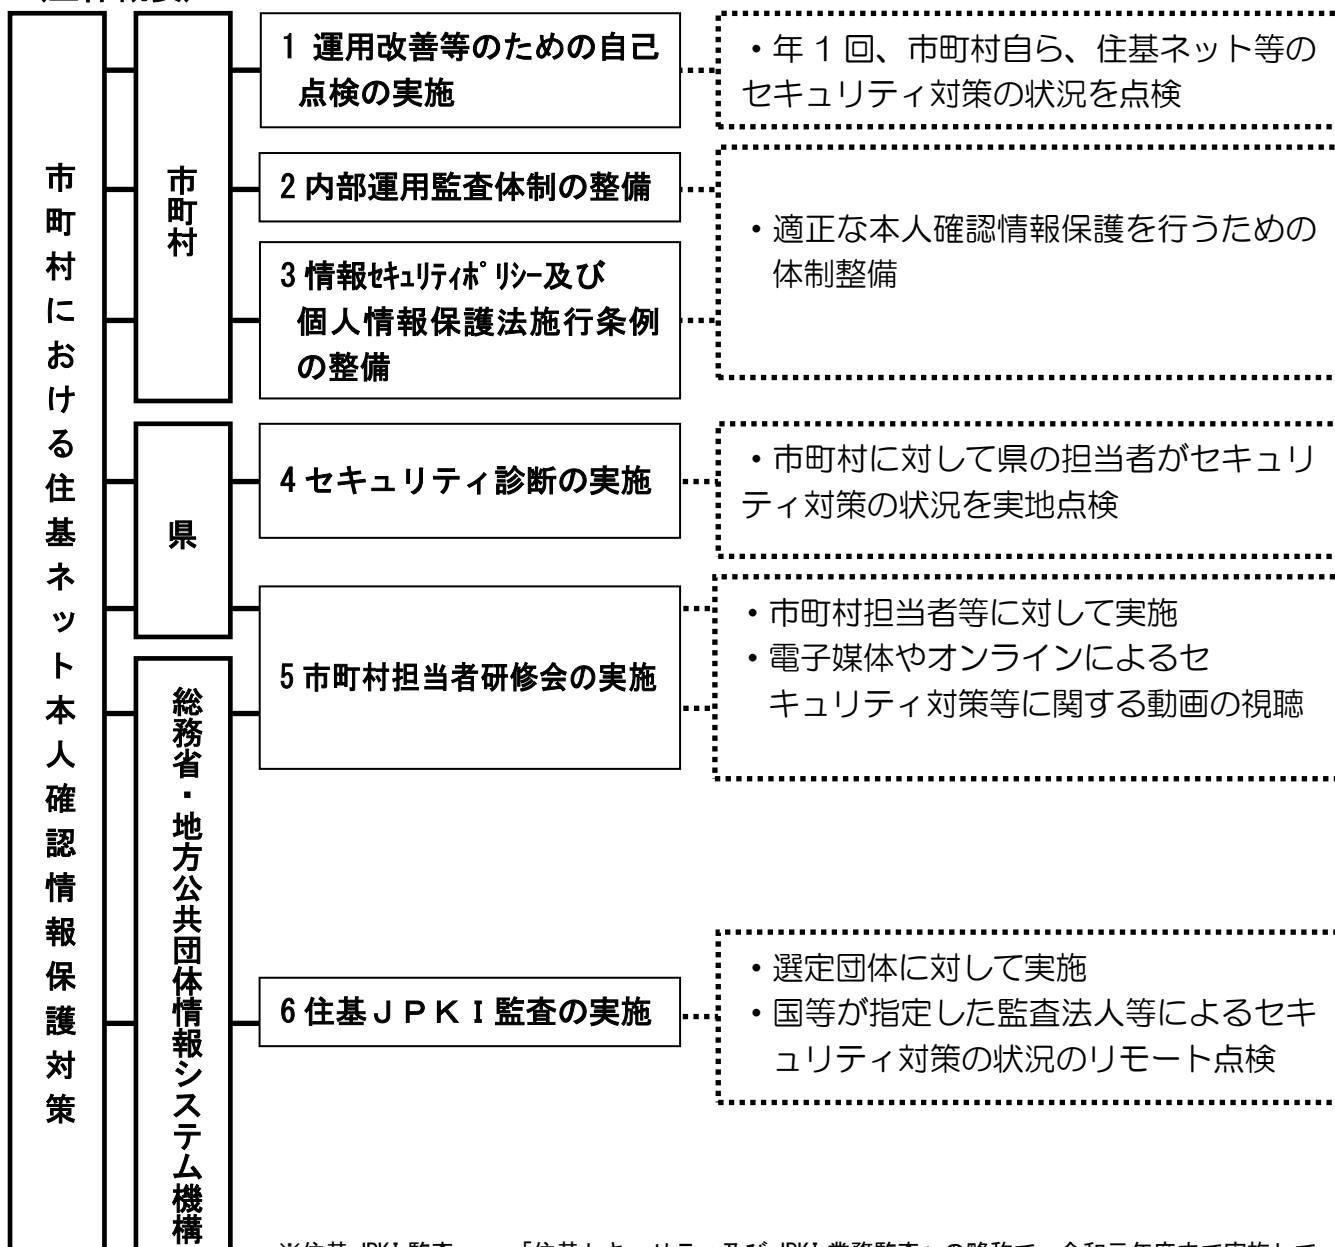 市町村における住基ネット本人確認情報保護対策
市町村
1 運用改善等のための自己
点検の実施
・年1回、市町村自ら、住基ネット等の
セキュリティ対策の状況を点検
2 内部運用監査体制の整備
3 情報ｾｷｭﾘﾃｨﾎﾟﾘｼｰ及び
個人情報保護法施行条例
の整備
・適正な本人確認情報保護を行うための
体制整備
県
4 セキュリティ診断の実施
・市町村に対して県の担当者がセキュリ
ティ対策の状況を実地点検
5 市町村担当者研修会の実施
・市町村担当者等に対して実施
・電子媒体やオンラインによるセ
キュリティ対策等に関する動画の視聴
総務省・地方公共団体情報システム機構
6 住基ＪＰＫＩ監査の実施
・選定団体に対して実施
・国等が指定した監査法人等によるセキ
ュリティ対策の状況のリモート点検